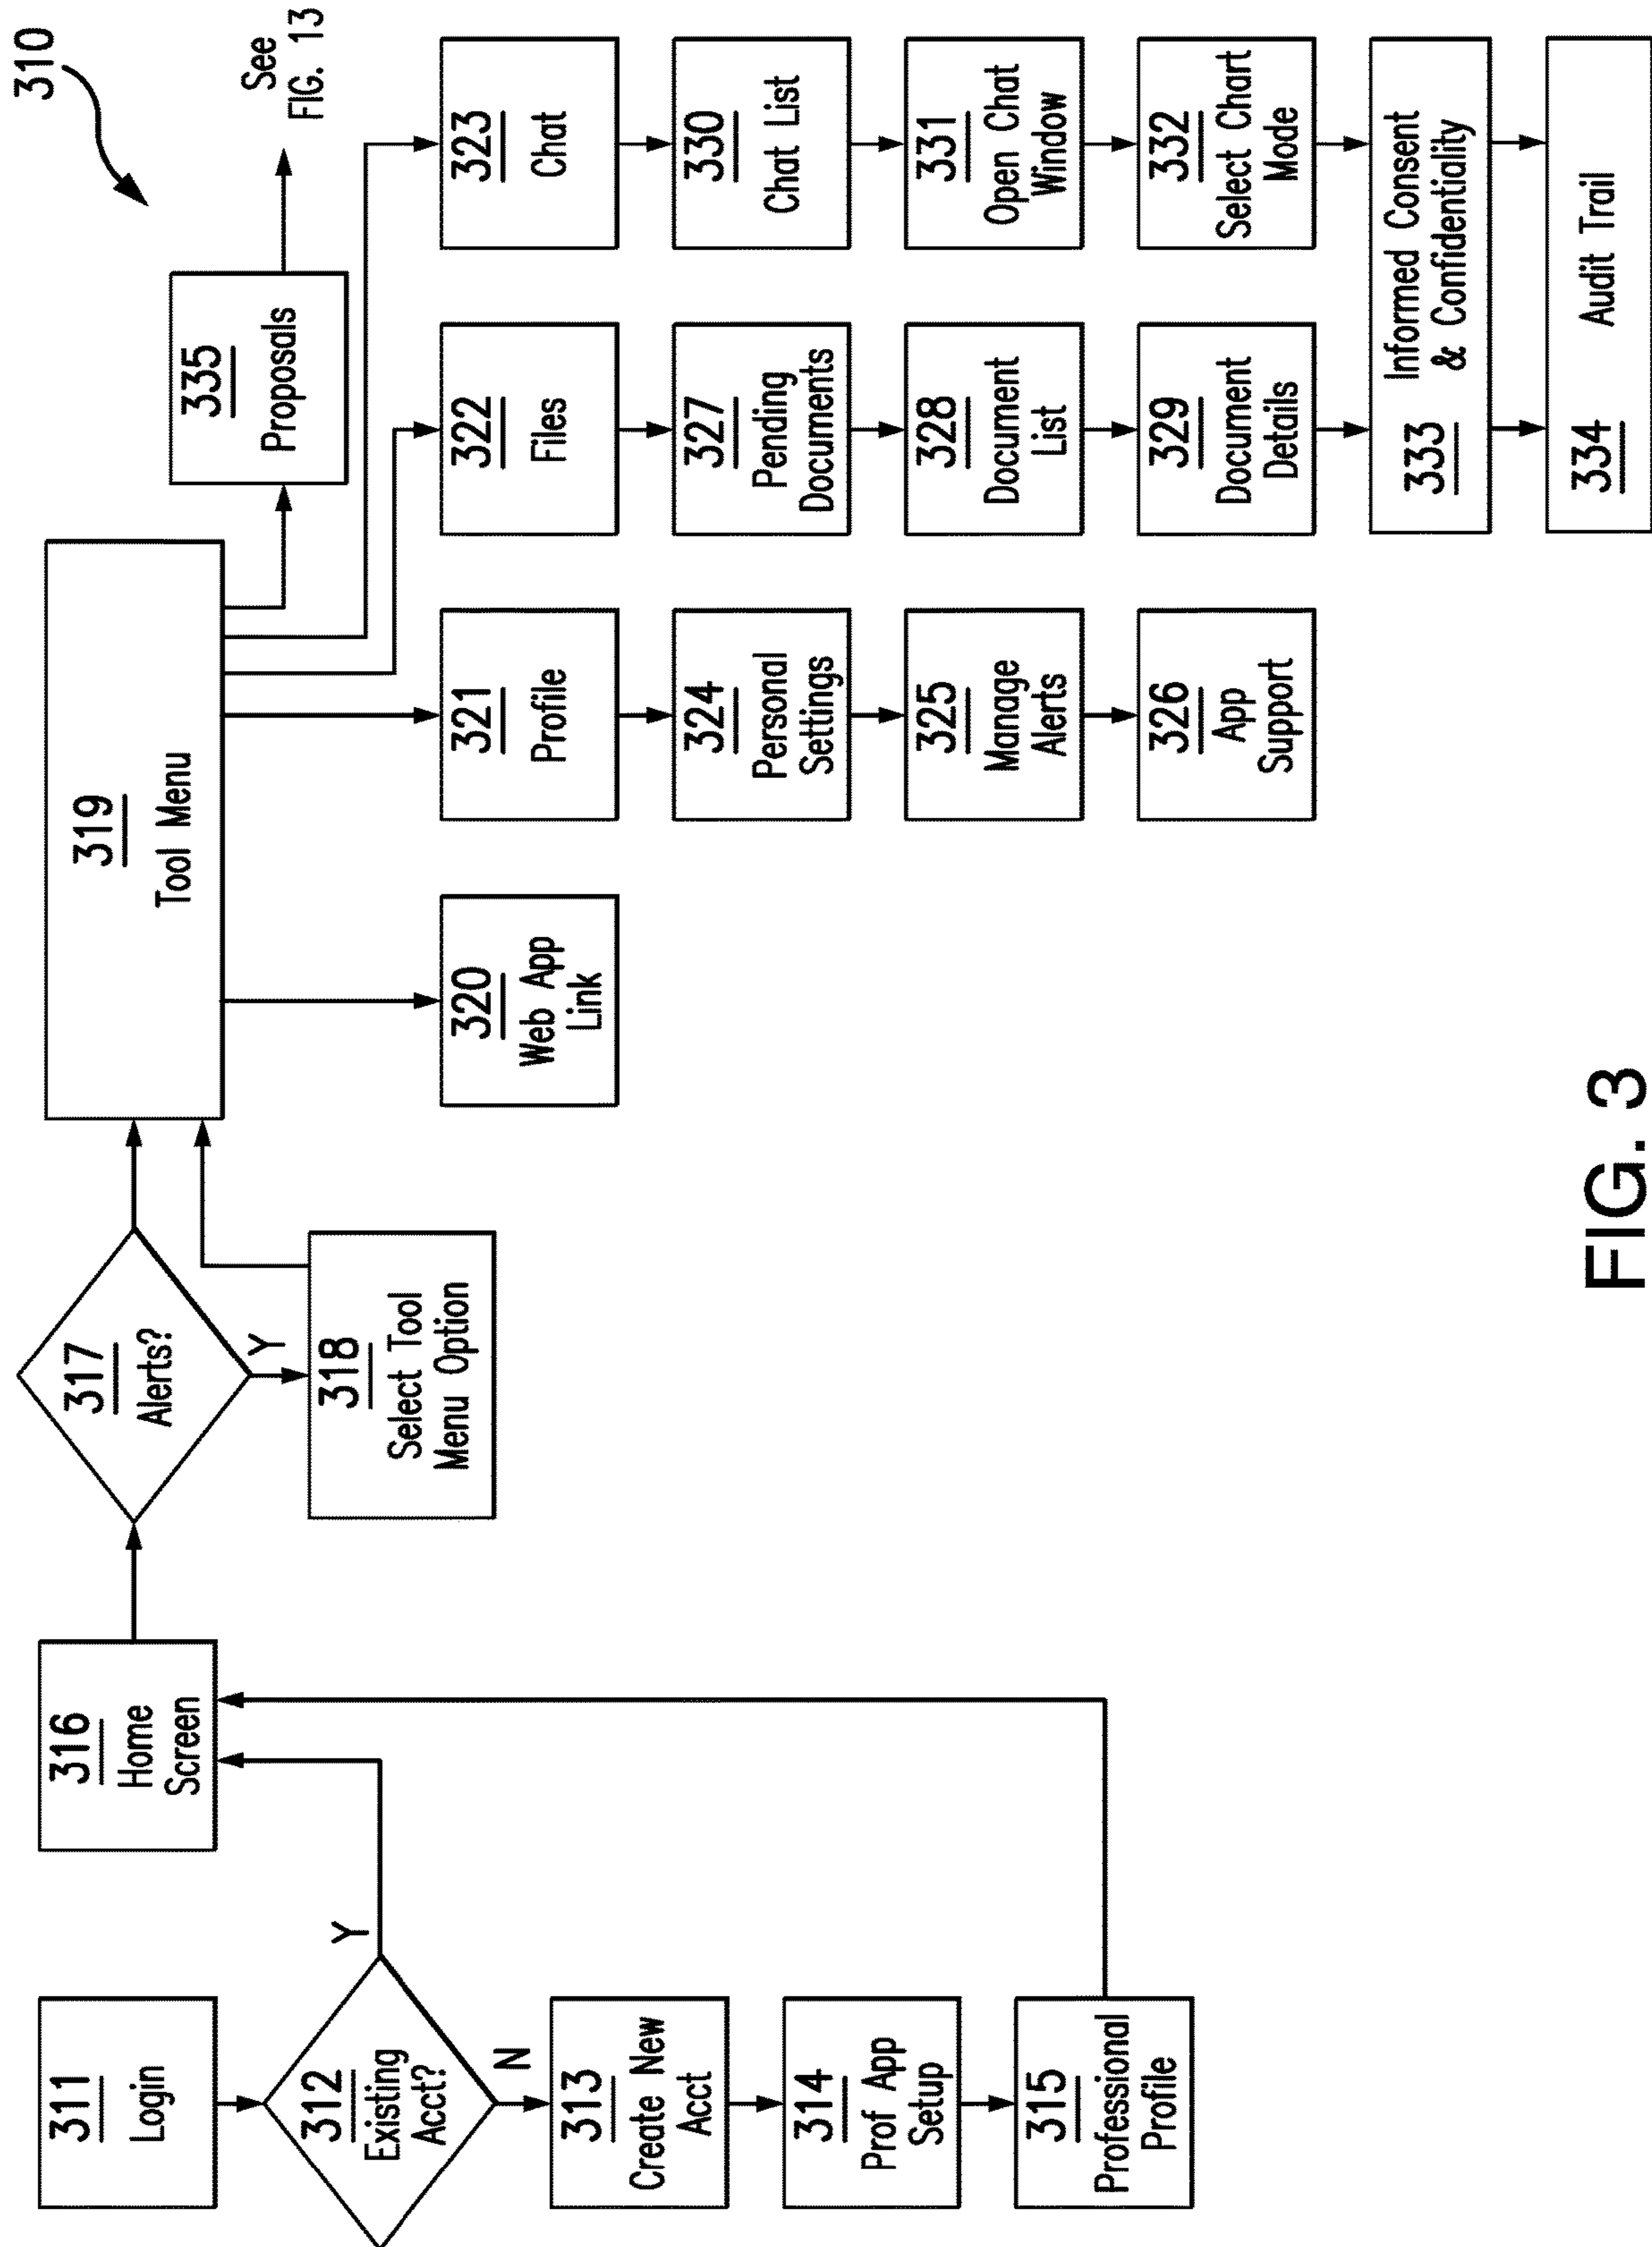 310
311
Login
312
Existing
Acct?
Y
N
313
Create New
Acct
314
Prof App
Setup
315
Professional
Profile
316
Home
Screen
317
Alerts?
Y
318
Select Tool
Menu Option
319
Tool Menu
335
Proposals
See
FIG. 13
320
Web App
Link
321
Profile
324
Personal
Settings
325
Manage
Alerts
326
App
Support
322
Files
327
Pending
Documents
328
Document
List
329
Document
Details
323
Chat
330
Chat List
331
Open Chat
Window
332
Select Chart
Mode
333
Informed Consent
& Confidentiality
334
Audit Trail
FIG. 3